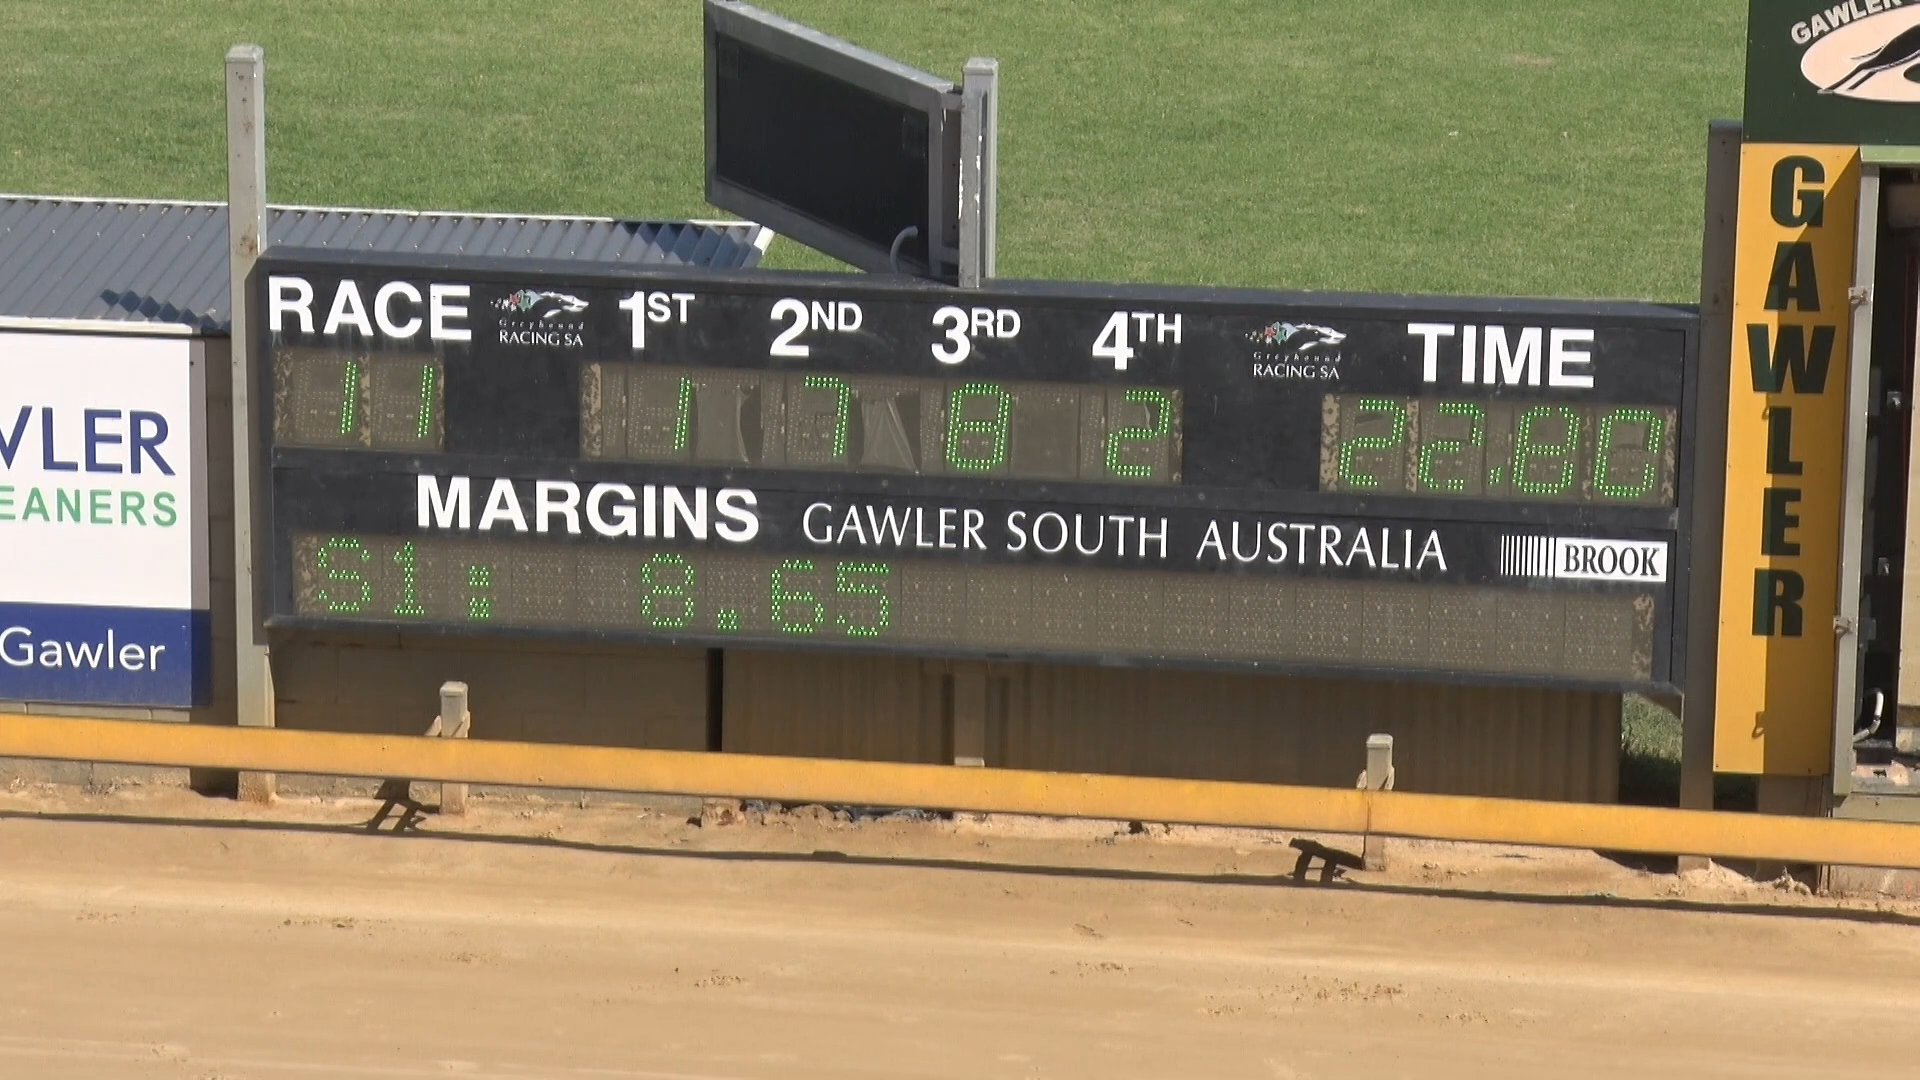 GAWLER
RACE 1ST 2ND 3RD 4TH TIME
Greyhound
RACING SA
Greyhound
RACING SA
11 1 7 8 2 22.80
MARGINS GAWLER SOUTH AUSTRALIA BROOK
S1: 8.65
WLER
EANERS
Gawler
GAWLER